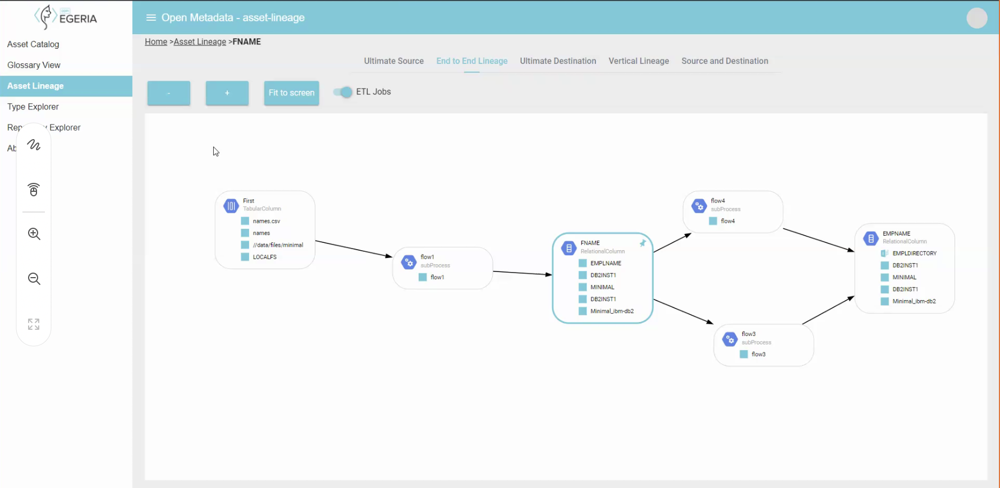 EGERIA
Open Metadata - asset-lineage
Asset Catalog
Glossary View
Asset Lineage
Type Explorer
Explorer
Home >Asset Lineage >FNAME
Ultimate Source
End to End Lineage
Ultimate Destination
Vertical Lineage
Source and Destination
-
+
Fit to screen
ETL Jobs
First
TabularColumn
names.csv
names
//data/files/minimal
LOCALFS
flow1
subProcess
flow1
FNAME
RelationalColumn
EMPLNAME
DB2INST1
MINIMAL
DB2INST1
Minimal_ibm-db2
flow4
subProcess
flow4
flow3
subProcess
flow3
EMPNAME
RelationalColumn
EMPLDIRECTORY
DB2INST1
MINIMAL
DB2INST1
Minimal_ibm-db2